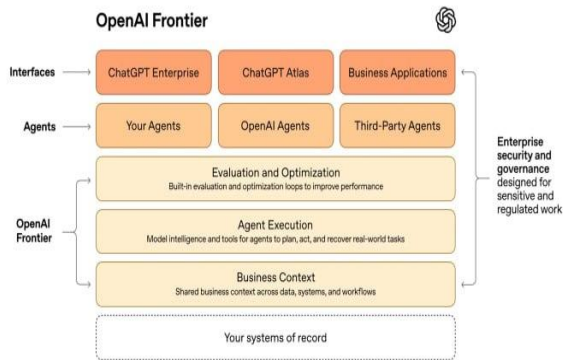 OpenAI Frontier
Interfaces
ChatGPT Enterprise
ChatGPT Atlas
Business Applications
Agents
Your Agents
OpenAI Agents
Third-Party Agents
Evaluation and Optimization
Built-in evaluation and optimization loops to improve performance
OpenAI
Frontier
Agent Execution
Model intelligence and tools for agents to plan, act, and recover real-world tasks
Business Context
Shared business context across data, systems, and workflows
Your systems of record
Enterprise
security and
governance
designed for
sensitive and
regulated work